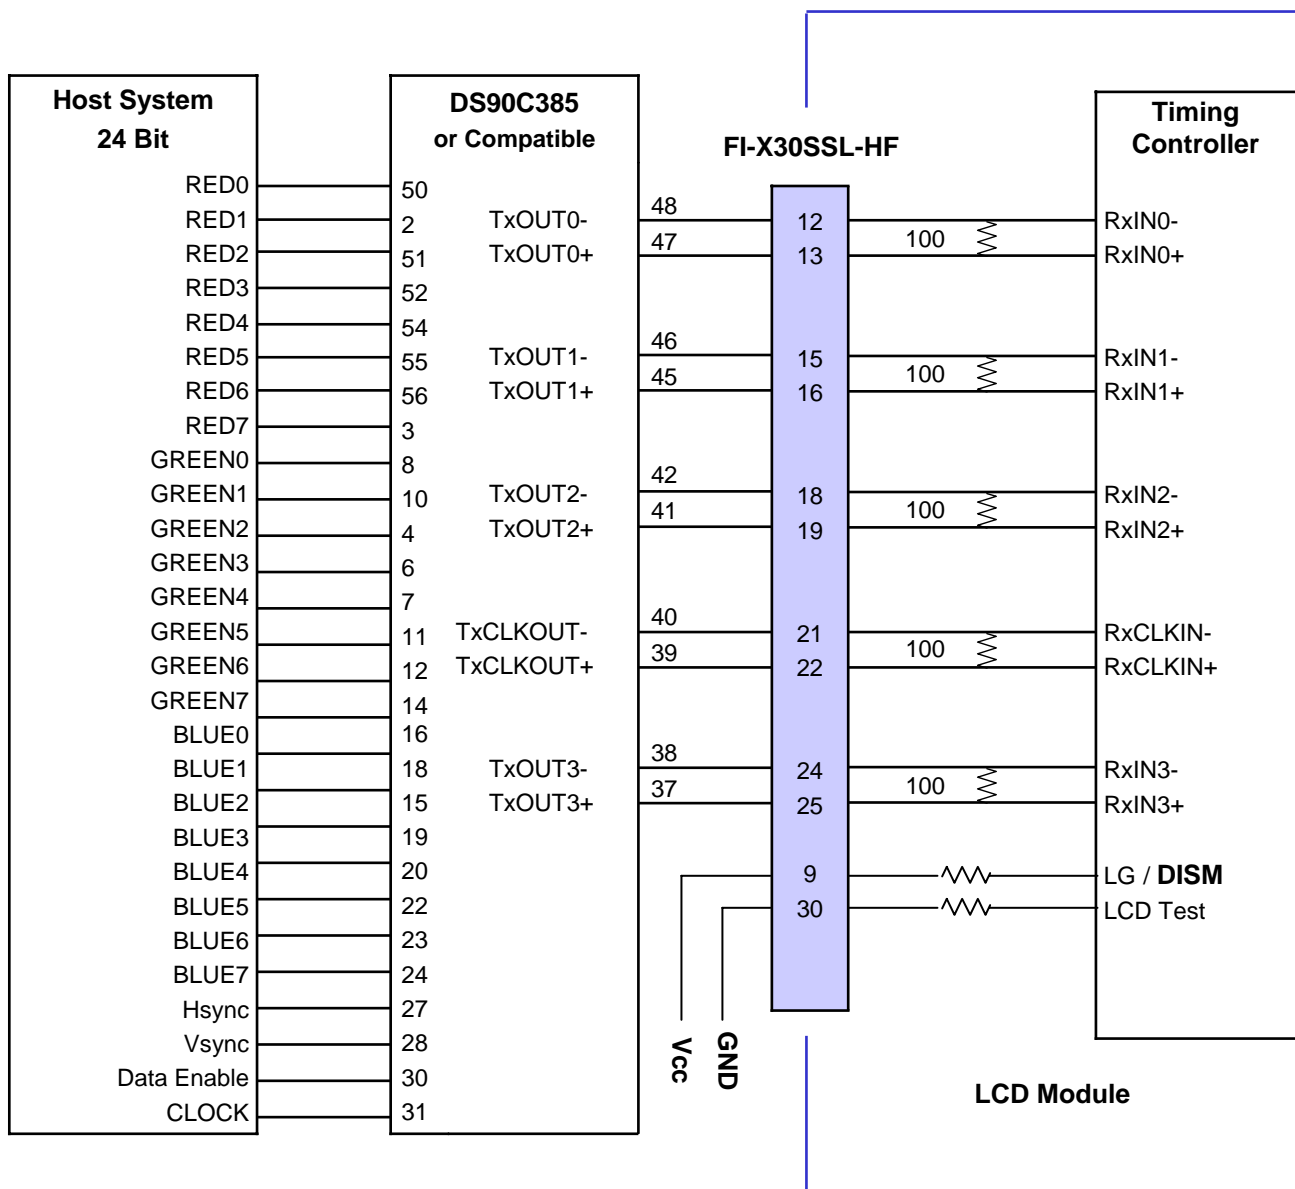 Host System
24 Bit
RED0
RED1
RED2
RED3
RED4
RED5
RED6
RED7
GREEN0
GREEN1
GREEN2
GREEN3
GREEN4
GREEN5
GREEN6
GREEN7
BLUE0
BLUE1
BLUE2
BLUE3
BLUE4
BLUE5
BLUE6
BLUE7
Hsync
Vsync
Data Enable
CLOCK
DS90C385
or Compatible
50
2
51
52
54
55
56
3
8
10
4
6
7
11
12
14
16
18
15
19
20
22
23
24
27
28
30
31
TxOUT0-
TxOUT0+
TxOUT1-
TxOUT1+
TxOUT2-
TxOUT2+
TxCLKOUT-
TxCLKOUT+
TxOUT3-
TxOUT3+
48
47
46
45
42
41
40
39
38
37
Vcc
GND
FI-X30SSL-HF
12
13
15
16
18
19
21
22
24
25
9
30
100
100
100
100
100
Timing
Controller
RxIN0-
RxIN0+
RxIN1-
RxIN1+
RxIN2-
RxIN2+
RxCLKIN-
RxCLKIN+
RxIN3-
RxIN3+
LG / DISM
LCD Test
LCD Module